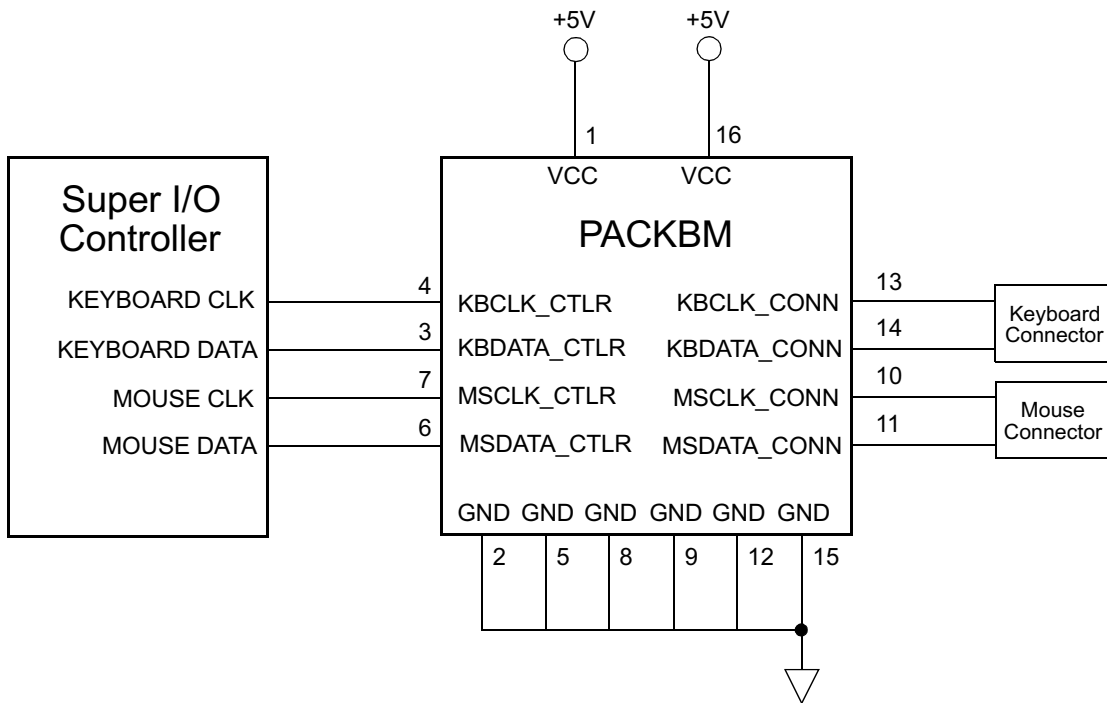 +5V
+5V
1
16
VCC
VCC
Super I/O
Controller
PACKBM
KEYBOARD CLK
4
KBCLK_CTLR
KBCLK_CONN
13
KEYBOARD DATA
3
KBDATA_CTLR
KBDATA_CONN
14
Keyboard
Connector
MOUSE CLK
7
MSCLK_CTLR
MSCLK_CONN
10
MOUSE DATA
6
MSDATA_CTLR
MSDATA_CONN
11
Mouse
Connector
GND GND GND GND GND GND
2 5 8 9 12 15